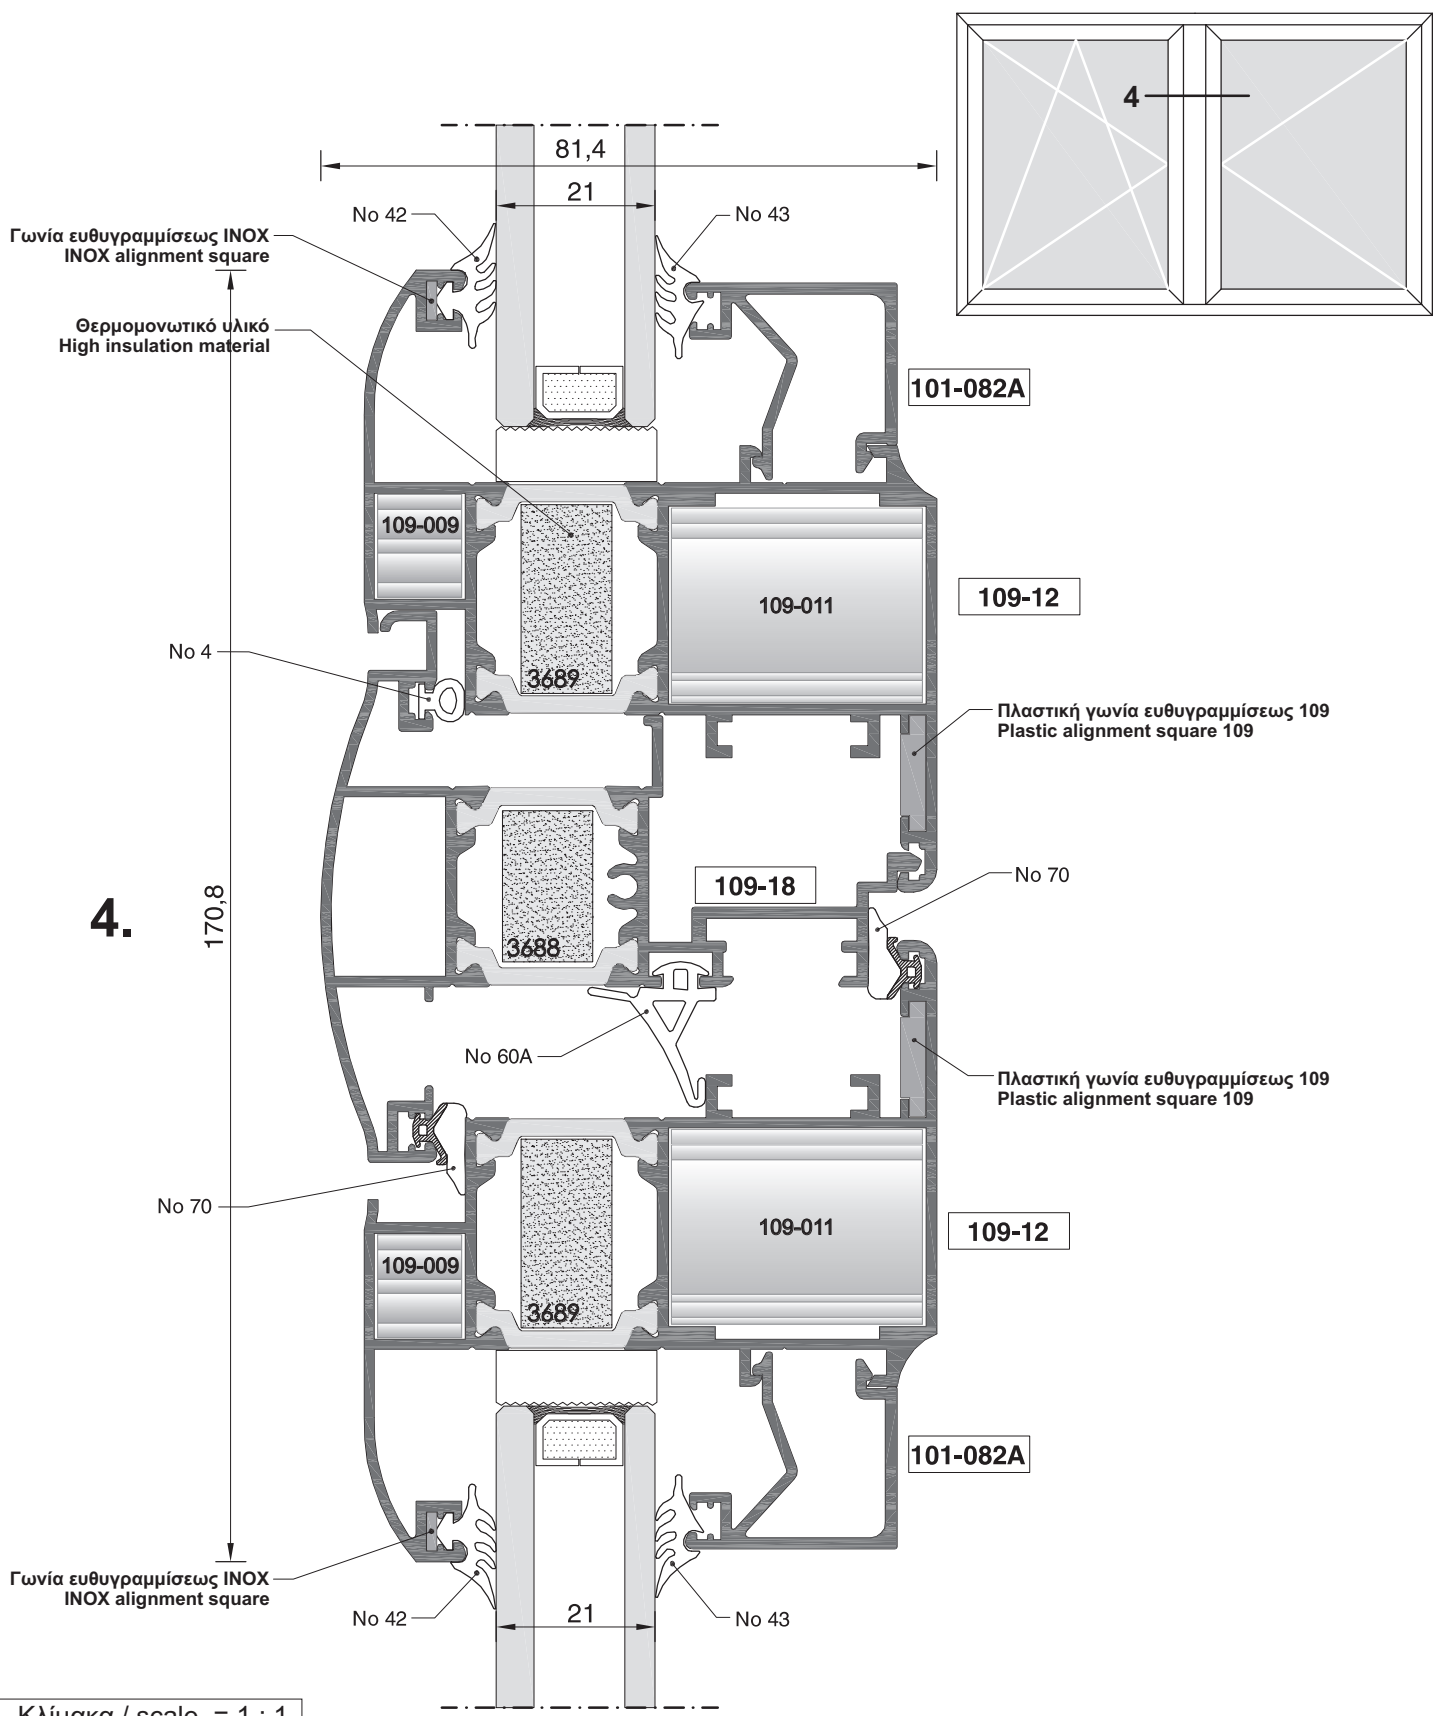 4
81,4
21
No 42
No 43
Γωνία ευθυγραμμίσεως INOX
INOX alignment square
Θερμομονωτικό υλικό
High insulation material
101-082A
109-009
109-011
109-12
3689
No 4
Πλαστική γωνία ευθυγραμμίσεως 109
Plastic alignment square 109
109-18
No 70
4.
170,8
3688
No 60A
Πλαστική γωνία ευθυγραμμίσεως 109
Plastic alignment square 109
No 70
109-011
109-12
109-009
3689
101-082A
Γωνία ευθυγραμμίσεως INOX
INOX alignment square
No 42
21
No 43
Κλίμακα / scale = 1 : 1